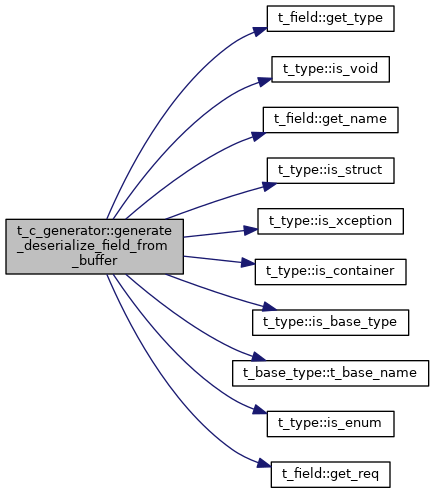 t_field::get_type
t_type::is_void
t_field::get_name
t_type::is_struct
t_c_generator::generate
_deserialize_field_from
_buffer
t_type::is_xception
t_type::is_container
t_type::is_base_type
t_base_type::t_base_name
t_type::is_enum
t_field::get_req